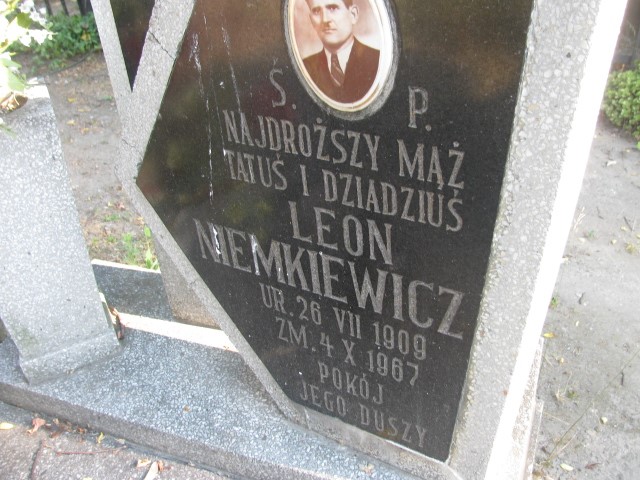 Ś. P.
NAJDROŻSZY MĄŻ
TATUŚ I DZIADZIUŚ
LEON
NIEMKIEWICZ
UR. 26 VII 1909
ZM. 4 X 1967
POKÓJ
JEGO DUSZY